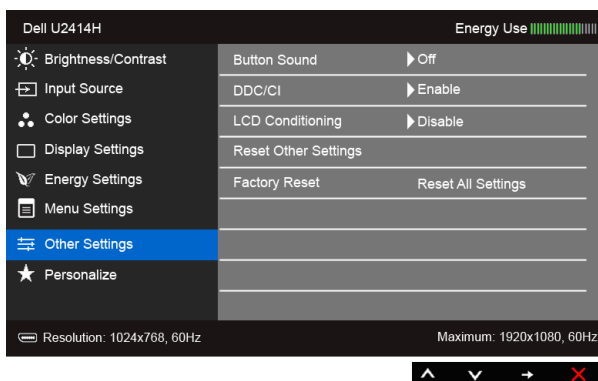 Dell U2414H Energy Use
Brightness/Contrast Button Sound Off
Input Source DDC/CI Enable
Color Settings LCD Conditioning Disable
Display Settings Reset Other Settings
Energy Settings Factory Reset Reset All Settings
Menu Settings
Other Settings
Personalize
Resolution: 1024x768, 60Hz Maximum: 1920x1080, 60Hz